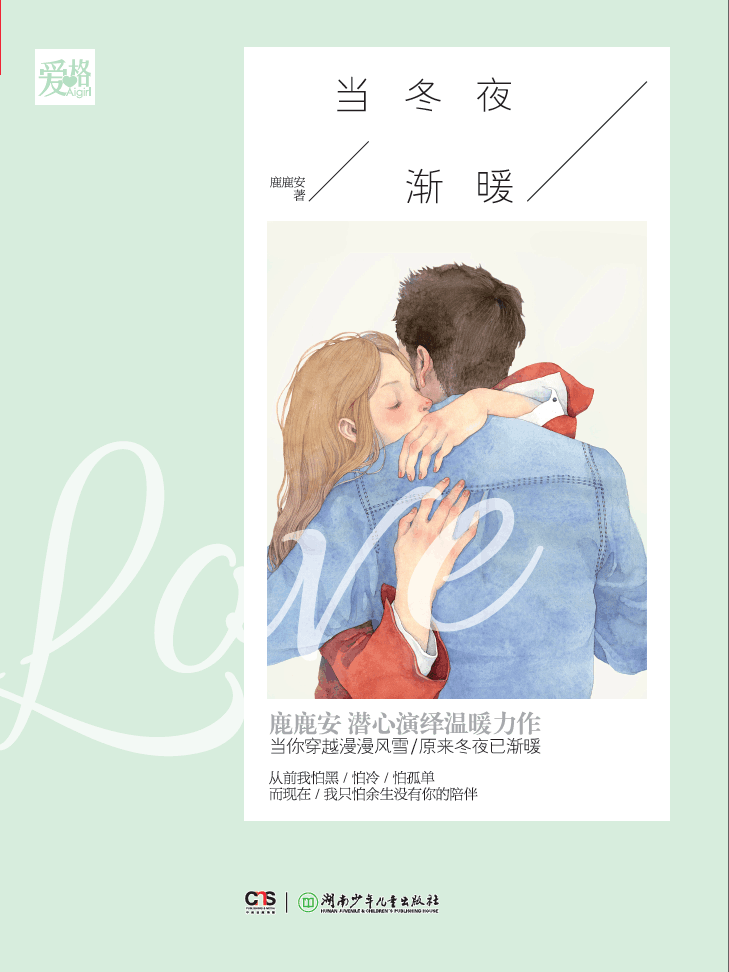 爱格
Aigirl
当冬夜
渐暖
鹿鹿安
著
Love
鹿鹿安 潜心演绎温暖力作
当你穿越漫漫风雪/原来冬夜已渐暖
从前我怕黑 / 怕冷 / 怕孤单
而现在 / 我只怕余生没有你的陪伴
湖南少年儿童出版社
HUNAN JUVENILE & CHILDREN'S PUBLISHING HOUSE